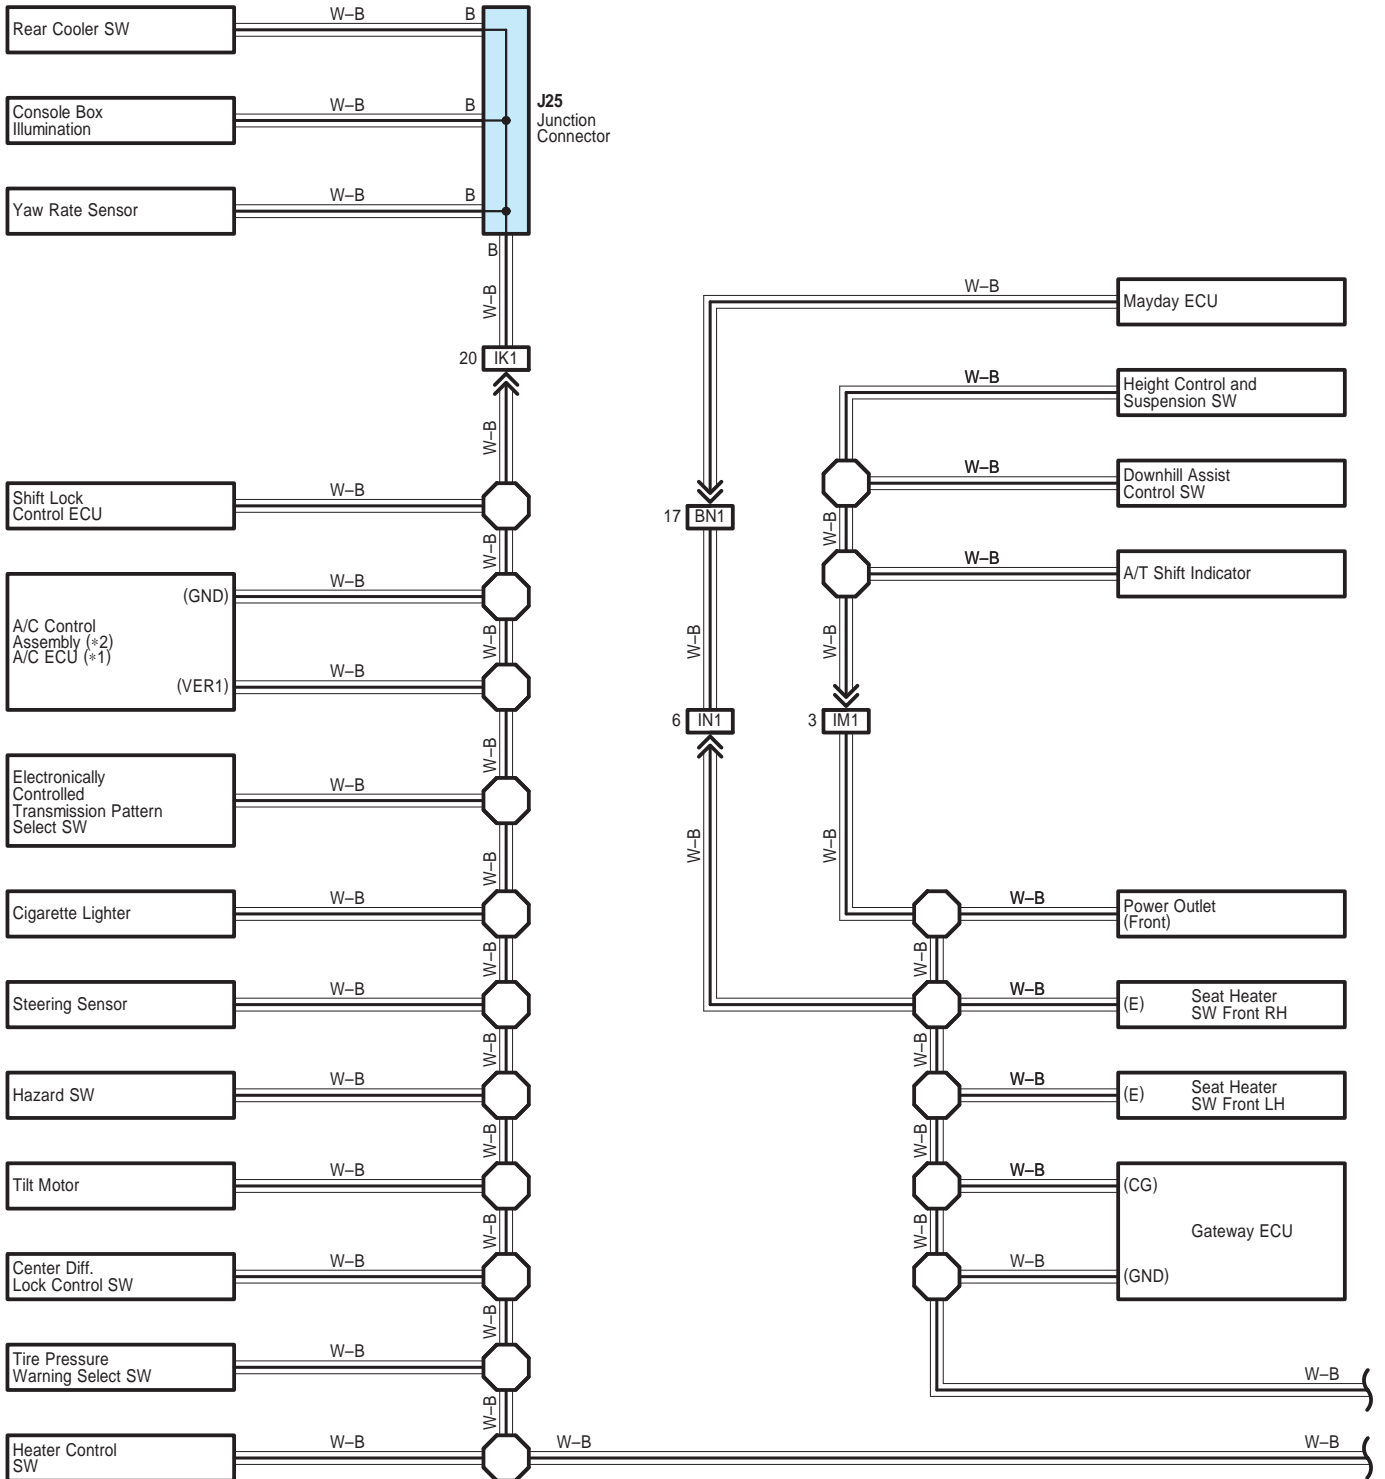 W–B
B
Rear Cooler SW
W–B
B
Console Box
Illumination
J25
Junction
Connector
W–B
B
Yaw Rate Sensor
B
W–B
20
IK1
W–B
W–B
Shift Lock
Control ECU
W–B
W–B
(GND)
A/C Control
Assembly (∗2)
A/C ECU (∗1)
W–B
W–B
(VER1)
W–B
Electronically
Controlled
Transmission Pattern
Select SW
W–B
W–B
W–B
Cigarette Lighter
W–B
W–B
Steering Sensor
W–B
W–B
Hazard SW
W–B
W–B
Tilt Motor
W–B
W–B
Center Diff.
Lock Control SW
W–B
W–B
Tire Pressure
Warning Select SW
W–B
W–B
Heater Control
SW
W–B
W–B
W–B
W–B
Mayday ECU
W–B
Height Control and
Suspension SW
W–B
Downhill Assist
Control SW
17
BN1
W–B
W–B
A/T Shift Indicator
W–B
W–B
6
IN1
3
IM1
W–B
W–B
W–B
Power Outlet
(Front)
W–B
W–B
(E)
Seat Heater
SW Front RH
W–B
W–B
(E)
Seat Heater
SW Front LH
W–B
W–B
(CG)
Gateway ECU
W–B
W–B
(GND)
W–B